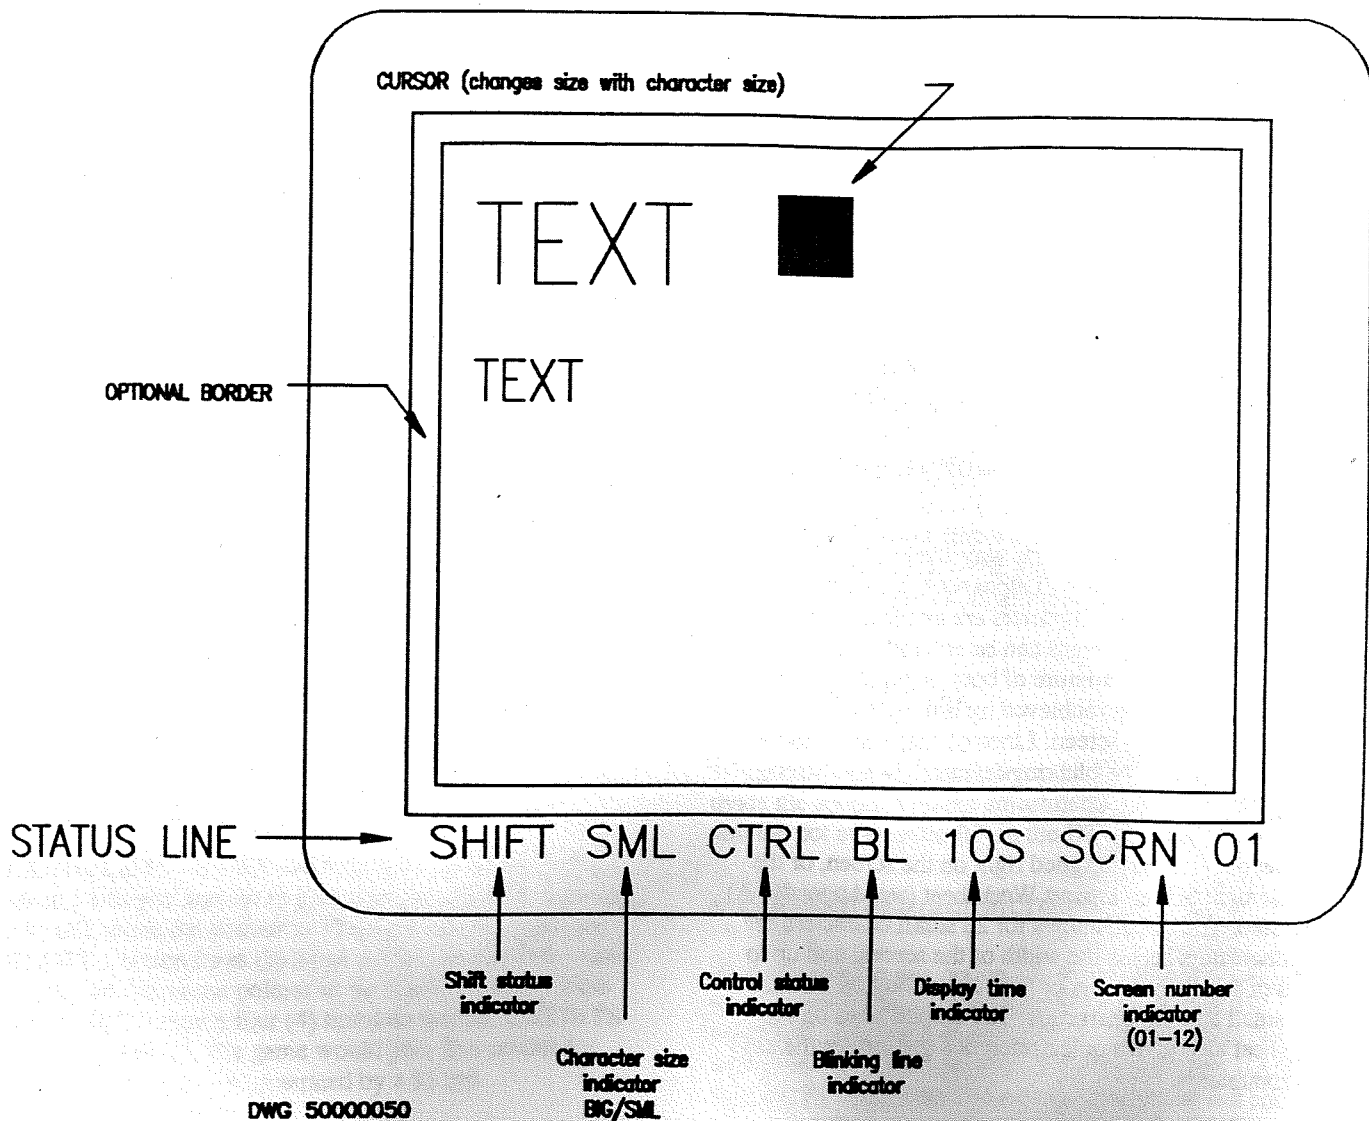 CURSOR (changes size with character size)
TEXT
TEXT
OPTIONAL BORDER
STATUS LINE
SHIFT SML CTRL BL 10S SCRN 01
Shift status
indicator
Character size
indicator
BIG/SML
Control status
indicator
Blinking line
indicator
Display time
indicator
Screen number
indicator
(01-12)
DWG 50000050